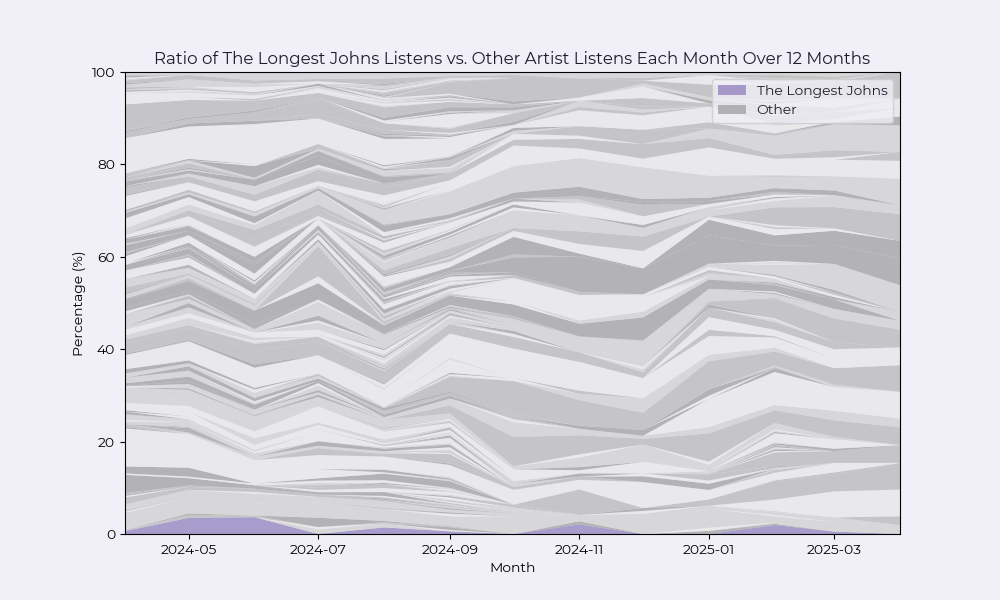 Ratio of The Longest Johns Listens vs. Other Artist Listens Each Month Over 12 Months
100
80
60
40
20
0
Percentage (%)
The Longest Johns
Other
2024-05
2024-07
2024-09
2024-11
2025-01
2025-03
Month